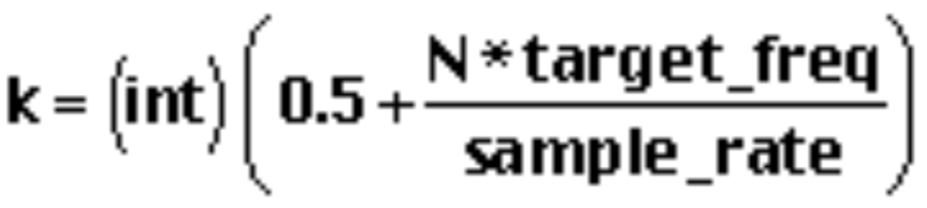 k = (int) ( 0.5 + N * target_freq / sample_rate )